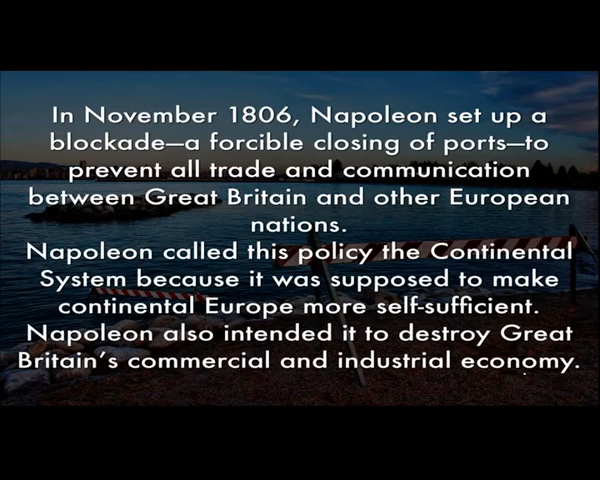 In November 1806, Napoleon set up a
blockade—a forcible closing of ports—to
prevent all trade and communication
between Great Britain and other European
nations.
Napoleon called this policy the Continental
System because it was supposed to make
continental Europe more self-sufficient.
Napoleon also intended it to destroy Great
Britain's commercial and industrial economy.